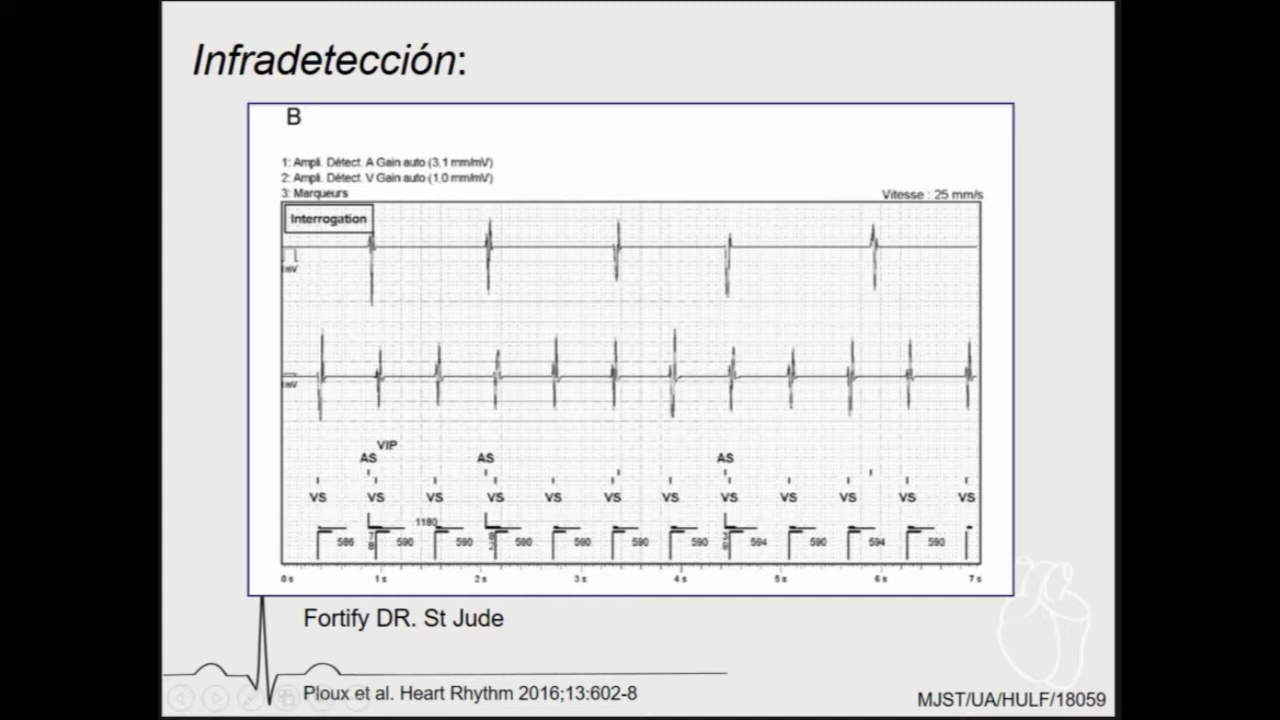 Infradetección:
B
1: Ampli. Détect. A Gain auto (3,1 mm/mV)
2: Ampli. Détect. V Gain auto (1,0 mm/mV)
3: Marqueurs
Vitesse : 25 mm/s
Interrogation
mV
mV
VIP
AS AS AS
VS VS VS VS VS VS VS VS VS VS VS VS
1180
586 590 590 590 590 590 590 594 590 594 590
0 s 1 s 2 s 3 s 4 s 5 s 6 s 7 s
Fortify DR. St Jude
Ploux et al. Heart Rhythm 2016;13:602-8
MJST/UA/HULF/18059